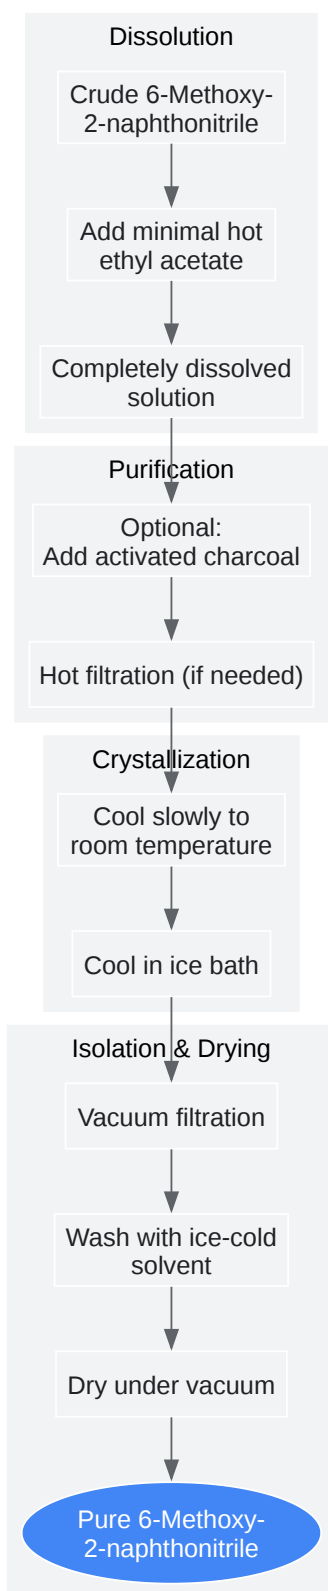 Dissolution
Crude 6-Methoxy-
2-naphthonitrile
Add minimal hot
ethyl acetate
Completely dissolved
solution
Purification
Optional:
Add activated charcoal
Hot filtration (if needed)
Crystallization
Cool slowly to
room temperature
Cool in ice bath
Isolation & Drying
Vacuum filtration
Wash with ice-cold
solvent
Dry under vacuum
Pure 6-Methoxy-
2-naphthonitrile